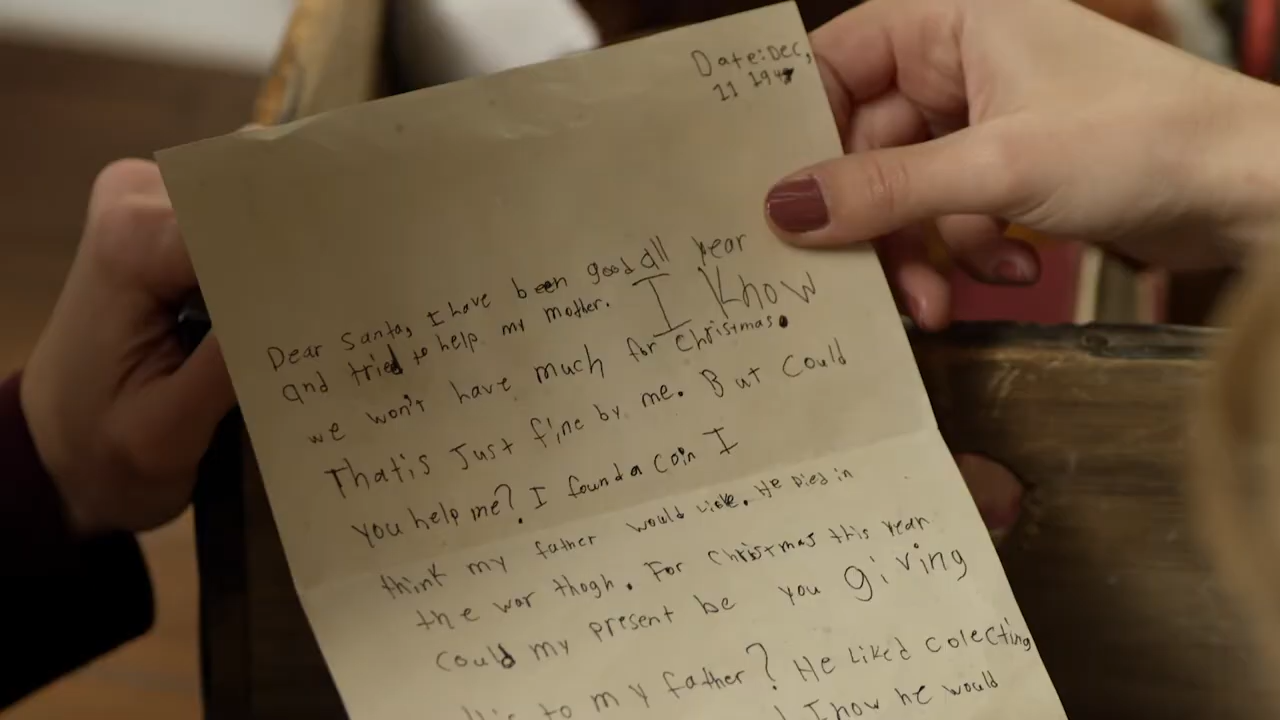 Date: Dec,
11 1947
Dear Santa, I have been good all year
and tried to help my mother. I Know
we won't have much for Christmas.
That's Just fine by me. But Could
you help me? I found a Coin I
think my father would like. He Died in
the war thogh. For Christmas this year
Could my present be you giving
to my father? He Liked Colecting
I know he would